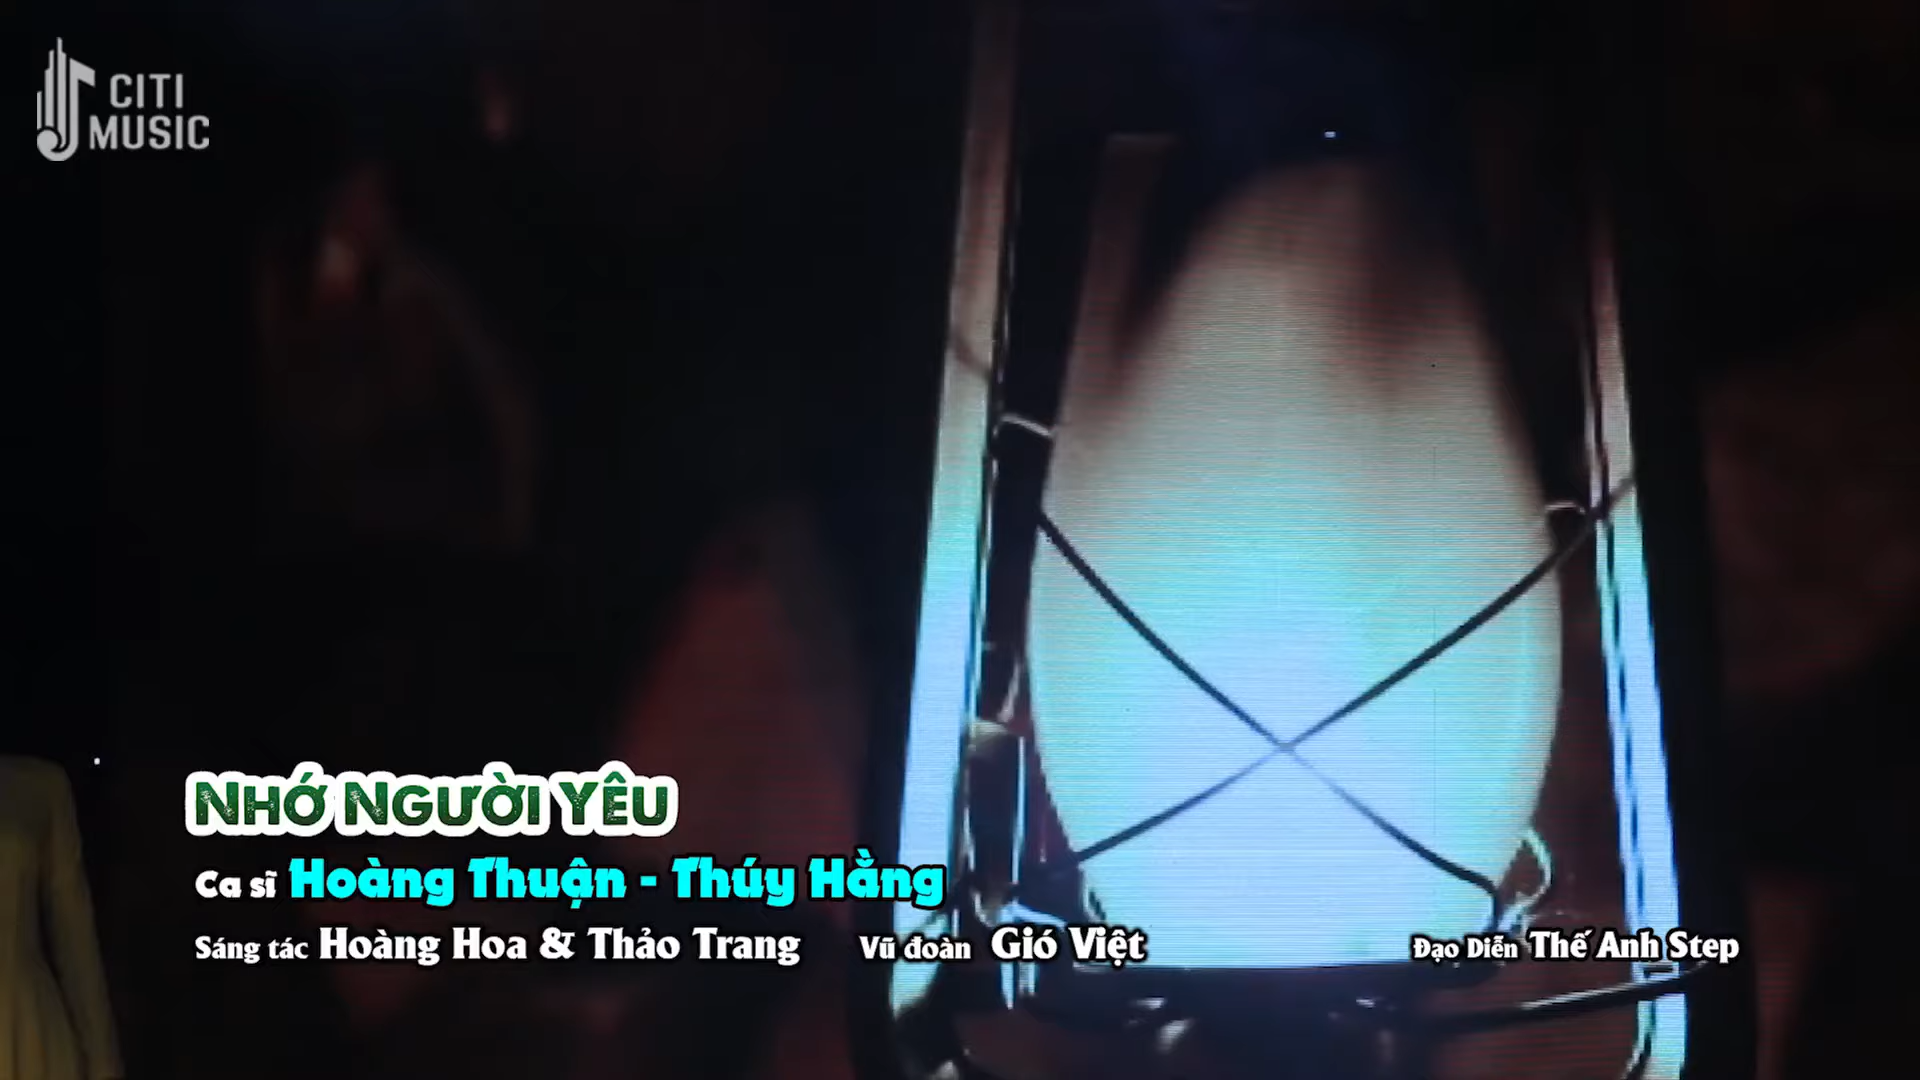 CITI
MUSIC
NHỚ NGƯỜI YÊU
Ca sĩ Hoàng Thuận - Thúy Hằng
Sáng tác Hoàng Hoa & Thảo Trang Vũ đoàn Gió Việt Đạo Diễn Thế Anh Step